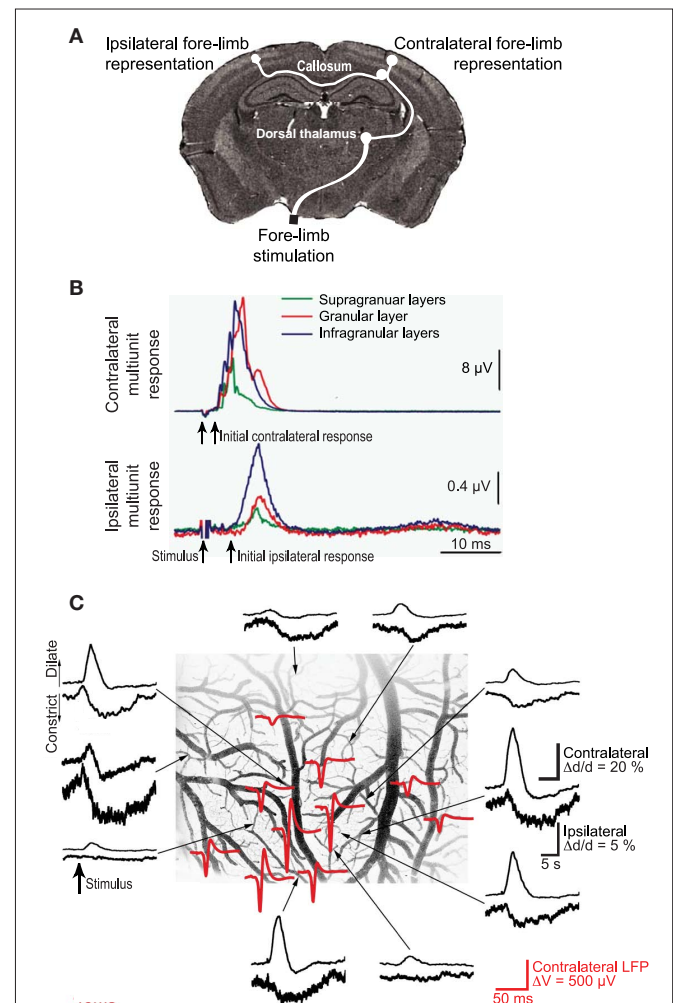 A
Ipsilateral fore-limb
representation
Contralateral fore-limb
representation
Callosum
Dorsal thalamus
Fore-limb
stimulation
B
Contralateral
multiunit
response
Supragranuar layers
Granular layer
Infragranular layers
8 µV
Initial contralateral response
Ipsilateral
multiunit
response
0.4 µV
Stimulus
Initial ipsilateral response
10 ms
C
Dilate
Constrict
Stimulus
Contralateral
Δd/d = 20 %
Ipsilateral
Δd/d = 5 %
5 s
Contralateral LFP
ΔV = 500 µV
50 ms